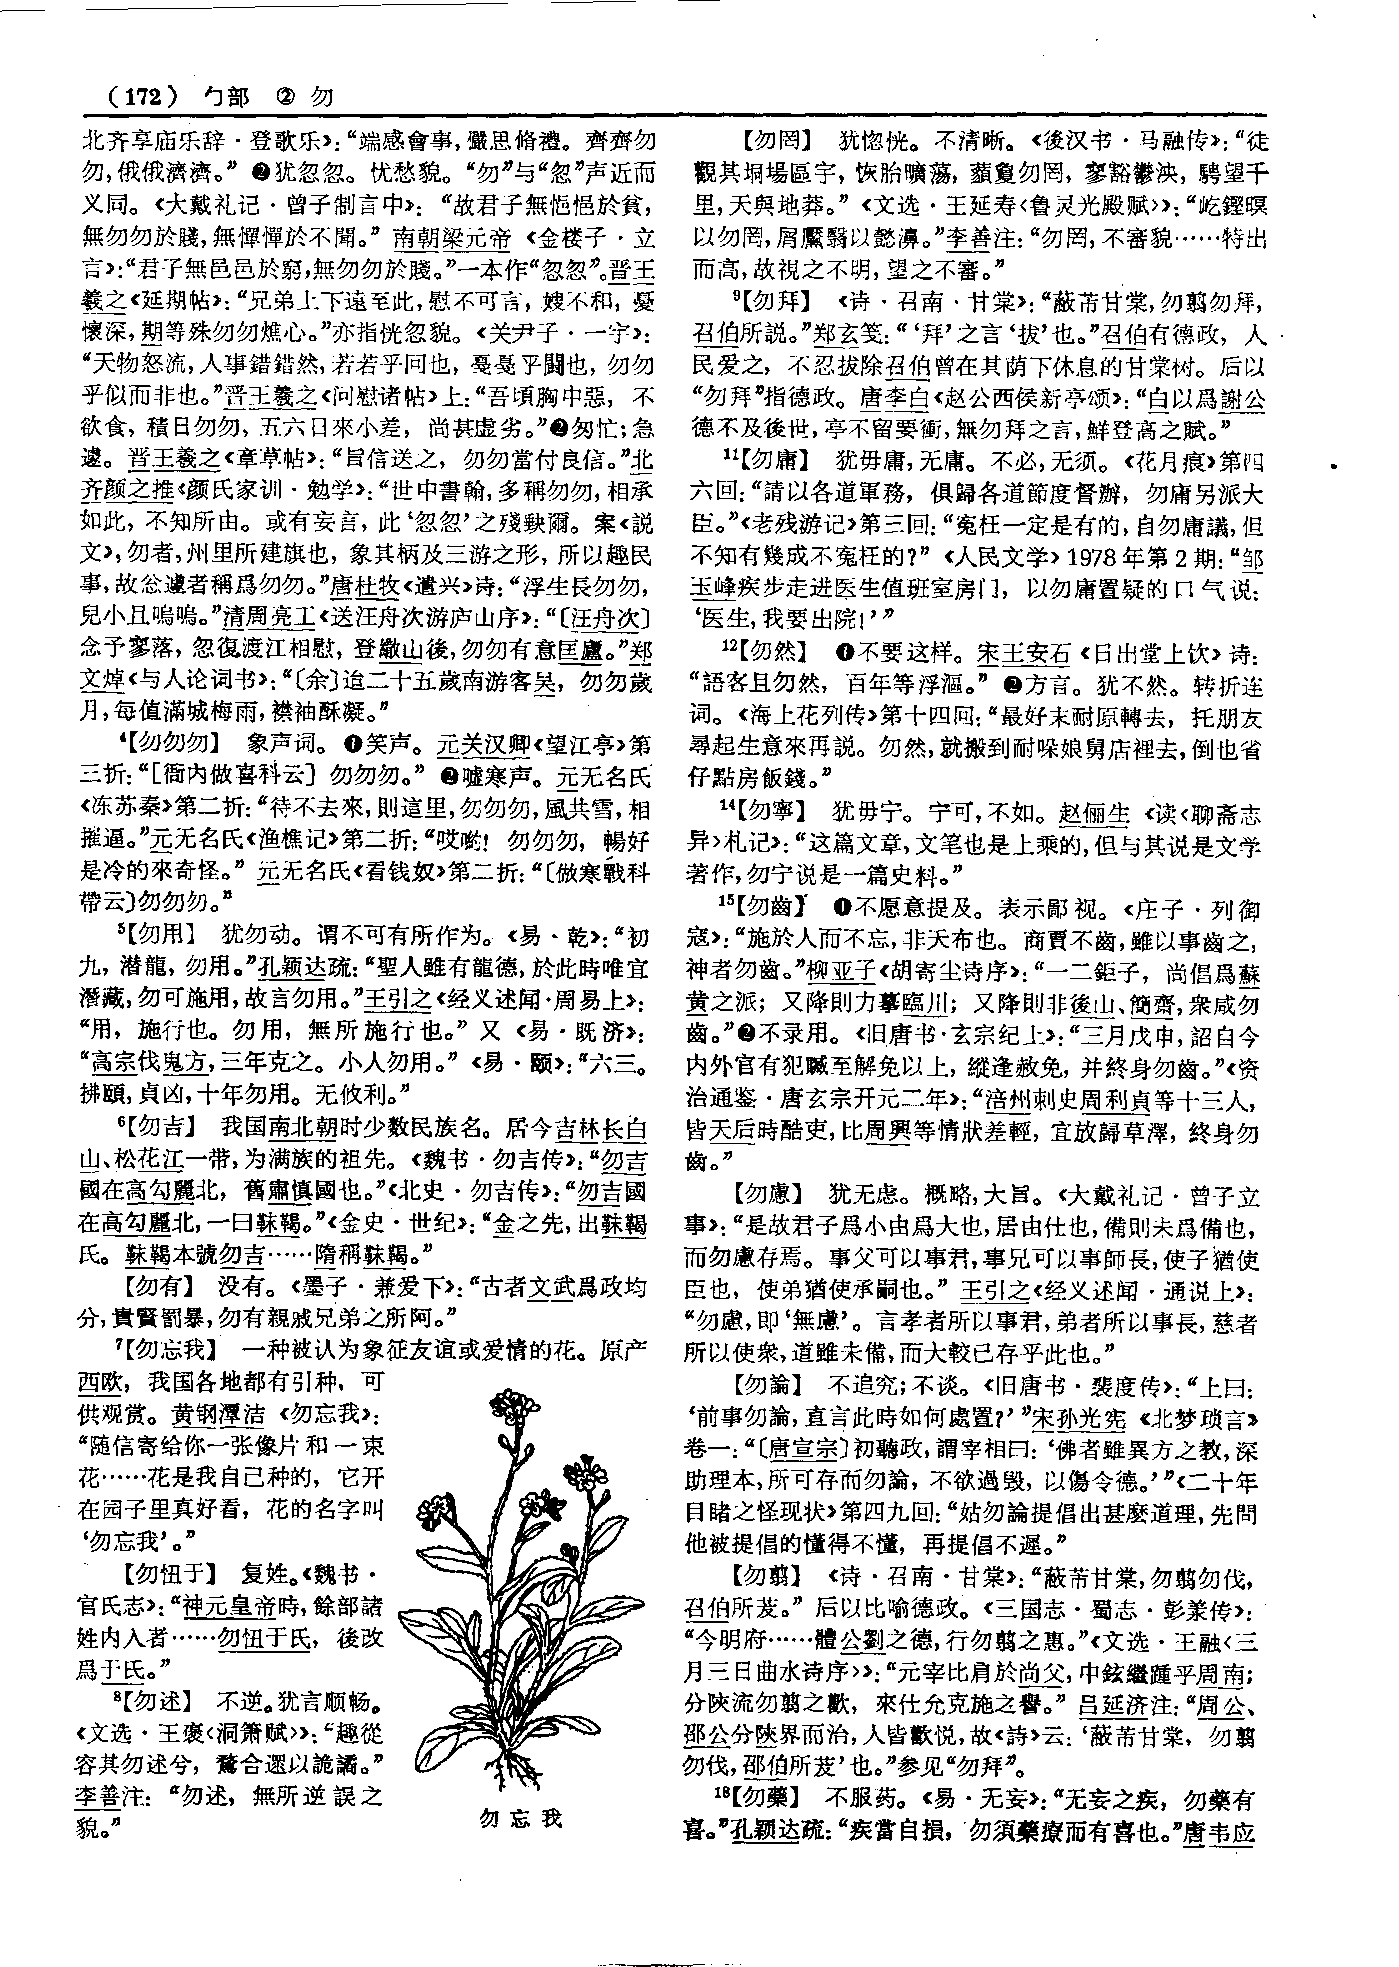 （172） 勹部 ② 勿
北齐享庙乐辞·登歌乐》：“端感會事，儼思脩禮。齊齊勿
勿，俄俄濟濟。” ❷犹忽忽。忧愁貌。“勿”与“忽”声近而
义同。《大戴礼记·曾子制言中》：“故君子無悒悒於貧，
無勿勿於賤，無憚憚於不聞。” 南朝梁元帝《金楼子·立
言》：“君子無邑邑於窮，無勿勿於賤。”一本作“忽忽”。晋王
羲之《延期帖》：“兄弟上下遠至此，慰不可言，嫂不和，憂
懷深，期等殊勿勿燋心。”亦指恍忽貌。《关尹子·一宇》：
“天物怒流，人事錯錯然，若若乎回也，戞戞乎鬭也，勿勿
乎似而非也。”晋王羲之《问慰诸帖》上：“吾頃胸中惡，不
欲食，積日勿勿，五六日來小差，尚甚虚劣。”❷匆忙；急
遽。晋王羲之《章草帖》：“旨信送之，勿勿當付良信。”北
齐颜之推《颜氏家训·勉学》：“世中書翰，多稱勿勿，相承
如此，不知所由。或有妄言，此‘忽忽’之殘缺爾。案《説
文》，勿者，州里所建旗也，象其柄及三游之形，所以趣民
事，故怱遽者稱爲勿勿。”唐杜牧《遣兴》诗：“浮生長勿勿，
兒小且嗚嗚。”清周亮工《送汪舟次游庐山序》：“〔汪舟次〕
念予寥落，忽復渡江相慰，登繖山後，勿勿有意匡廬。”郑
文焯《与人论词书》：“〔余〕迨二十五歲南游客吴，勿勿歲
月，每值滿城梅雨，襟袖酥凝。”
⁴【勿勿勿】 象声词。❶笑声。元关汉卿《望江亭》第
三折：“［衙内做喜科云］勿勿勿。” ❷嘘寒声。元无名氏
《冻苏秦》第二折：“待不去來，則這里，勿勿勿，風共雪，相
摧逼。”元无名氏《渔樵记》第二折：“哎喲！勿勿勿，暢好
是冷的來奇怪。” 元无名氏《看钱奴》第二折：“〔做寒戰科
帶云〕勿勿勿。”
⁵【勿用】 犹勿动。谓不可有所作为。《易·乾》：“初
九，潜龍，勿用。”孔颖达疏：“聖人雖有龍德，於此時唯宜
潛藏，勿可施用，故言勿用。”王引之《经义述闻·周易上》：
“用，施行也。勿用，無所施行也。” 又《易·既济》：
“高宗伐鬼方，三年克之。小人勿用。”《易·颐》：“六三。
拂頤，貞凶，十年勿用。无攸利。”
⁶【勿吉】 我国南北朝时少数民族名。居今吉林长白
山、松花江一带，为满族的祖先。《魏书·勿吉传》：“勿吉
國在高勾麗北，舊肅慎國也。”《北史·勿吉传》：“勿吉國
在高勾麗北，一曰靺鞨。”《金史·世纪》：“金之先，出靺鞨
氏。靺鞨本號勿吉……隋稱靺鞨。”
【勿有】 没有。《墨子·兼爱下》：“古者文武爲政均
分，賞賢罰暴，勿有親戚兄弟之所阿。”
⁷【勿忘我】 一种被认为象征友谊或爱情的花。原产
西欧，我国各地都有引种，可
供观赏。黄钢潭洁《勿忘我》：
“随信寄给你一张像片和一束
花……花是我自己种的，它开
在园子里真好看，花的名字叫
‘勿忘我’。”
【勿忸于】 复姓。《魏书·
官氏志》：“神元皇帝時，餘部諸
姓内入者……勿忸于氏，後改
爲于氏。”
⁸【勿述】 不逆。犹言顺畅。
《文选·王褒〈洞箫赋〉》：“趣從
容其勿述兮，騖合遝以詭譎。”
李善注：“勿述，無所逆誤之
貌。”
勿忘我
【勿罔】 犹惚恍。不清晰。《後汉书·马融传》：“徒
觀其坰場區宇，恢胎曠蕩，藐敻勿罔，寥豁鬱泱，騁望千
里，天與地莽。”《文选·王延寿〈鲁灵光殿赋〉》：“屹鏗瞑
以勿罔，屑黶翳以懿濞。”李善注：“勿罔，不審貌……特出
而高，故視之不明，望之不審。”
⁹【勿拜】 《诗·召南·甘棠》：“蔽芾甘棠，勿翦勿拜，
召伯所説。”郑玄笺：“‘拜’之言‘拔’也。”召伯有德政，人
民爱之，不忍拔除召伯曾在其荫下休息的甘棠树。后以
“勿拜”指德政。唐李白《赵公西侯新亭颂》：“白以爲謝公
德不及後世，亭不留要衝，無勿拜之言，鮮登高之賦。”
¹¹【勿庸】 犹毋庸，无庸。不必，无须。《花月痕》第四
六回：“請以各道軍務，俱歸各道節度督辦，勿庸另派大
臣。”《老残游记》第三回：“寃枉一定是有的，自勿庸議，但
不知有幾成不寃枉的？”《人民文学》1978年第2期：“邹
玉峰疾步走进医生值班室房门，以勿庸置疑的口气说：
‘医生，我要出院！’”
¹²【勿然】 ❶不要这样。宋王安石《日出堂上饮》诗：
“語客且勿然，百年等浮漚。” ❷方言。犹不然。转折连
词。《海上花列传》第十四回：“最好末耐原轉去，托朋友
尋起生意來再説。勿然，就搬到耐哚娘舅店裡去，倒也省
仔點房飯錢。”
¹⁴【勿寧】 犹毋宁。宁可，不如。赵俪生《读〈聊斋志
异〉札记》：“这篇文章，文笔也是上乘的，但与其说是文学
著作，勿宁说是一篇史料。”
¹⁵【勿齒】 ❶不愿意提及。表示鄙视。《庄子·列御
寇》：“施於人而不忘，非天布也。商賈不齒，雖以事齒之，
神者勿齒。”柳亚子《胡寄尘诗序》：“一二鉅子，尚倡爲蘇
黄之派；又降則力摹臨川；又降則非後山、簡齋，衆咸勿
齒。”❷不录用。《旧唐书·玄宗纪上》：“三月戊申，詔自今
内外官有犯贓至解免以上，縱逢赦免，并終身勿齒。”《资
治通鉴·唐玄宗开元二年》：“涪州刺史周利貞等十三人，
皆天后時酷吏，比周興等情狀差輕，宜放歸草澤，終身勿
齒。”
【勿慮】 犹无虑。概略，大旨。《大戴礼记·曾子立
事》：“是故君子爲小由爲大也，居由仕也，備則未爲備也，
而勿慮存焉。事父可以事君，事兄可以事師長，使子猶使
臣也，使弟猶使承嗣也。” 王引之《经义述闻·通说上》：
“勿慮，即‘無慮’。言孝者所以事君，弟者所以事長，慈者
所以使衆，道雖未備，而大較已存乎此也。”
【勿論】 不追究；不谈。《旧唐书·裴度传》：“上曰：
‘前事勿論，直言此時如何處置？’”宋孙光宪《北梦琐言》
卷一：“〔唐宣宗〕初聽政，謂宰相曰：‘佛者雖異方之教，深
助理本，所可存而勿論，不欲過毁，以傷令德。’”《二十年
目睹之怪现状》第四九回：“姑勿論提倡出甚麽道理，先問
他被提倡的懂得不懂，再提倡不遲。”
【勿翦】 《诗·召南·甘棠》：“蔽芾甘棠，勿翦勿伐，
召伯所茇。” 后以比喻德政。《三国志·蜀志·彭羕传》：
“今明府……體公劉之德，行勿翦之惠。”《文选·王融〈三
月三日曲水诗序〉》：“元宰比肩於尚父，中鉉繼踵乎周南；
分陝流勿翦之歡，來仕允克施之譽。” 吕延济注：“周公、
邵公分陝界而治，人皆歡悦，故《詩》云：‘蔽芾甘棠，勿翦
勿伐，邵伯所茇’也。”参见“勿拜”。
¹⁸【勿藥】 不服药。《易·无妄》：“无妄之疾，勿藥有
喜。”孔颖达疏：“疾當自損，勿須藥療而有喜也。”唐韦应